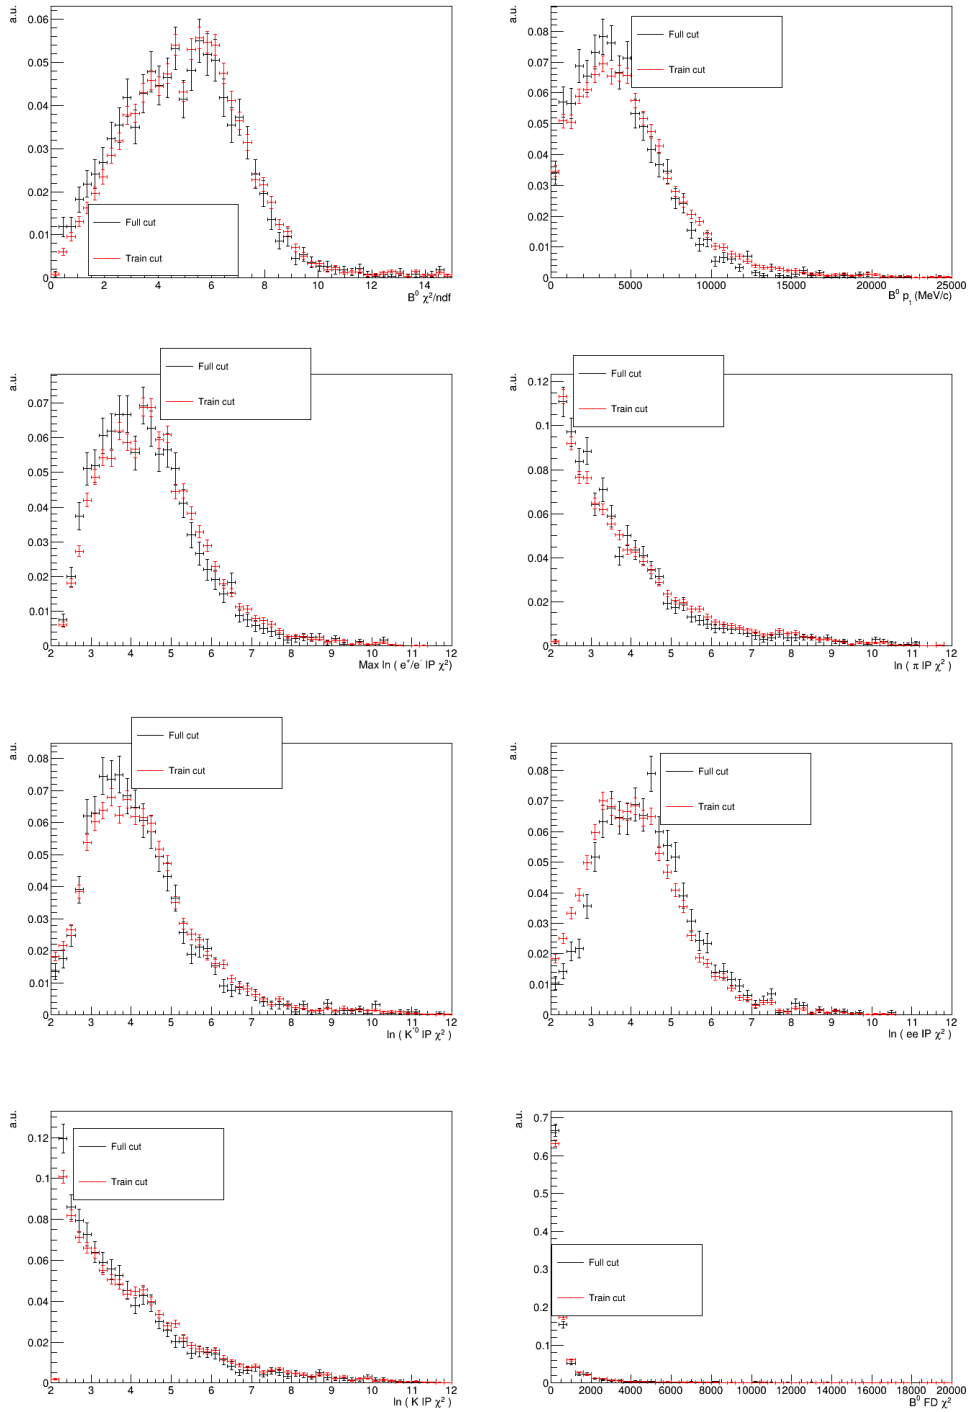 a.u.
0.06
0.05
0.04
0.03
0.02
0.01
0
Full cut
Train cut
0 2 4 6 8 10 12 14
B⁰ χ²/ndf
a.u.
0.08
0.07
0.06
0.05
0.04
0.03
0.02
0.01
0
Full cut
Train cut
0 5000 10000 15000 20000 25000
B⁰ p_t (MeV/c)
a.u.
0.07
0.06
0.05
0.04
0.03
0.02
0.01
0
Full cut
Train cut
2 3 4 5 6 7 8 9 10 11 12
Max ln ( e⁺/e⁻ IP χ²)
a.u.
0.12
0.1
0.08
0.06
0.04
0.02
0
Full cut
Train cut
2 3 4 5 6 7 8 9 10 11 12
ln ( π IP χ² )
a.u.
0.08
0.07
0.06
0.05
0.04
0.03
0.02
0.01
0
Full cut
Train cut
2 3 4 5 6 7 8 9 10 11 12
ln ( K*⁰ IP χ² )
a.u.
0.08
0.07
0.06
0.05
0.04
0.03
0.02
0.01
0
Full cut
Train cut
2 3 4 5 6 7 8 9 10 11 12
ln ( ee IP χ² )
a.u.
0.12
0.1
0.08
0.06
0.04
0.02
0
Full cut
Train cut
2 3 4 5 6 7 8 9 10 11 12
ln ( K IP χ² )
a.u.
0.7
0.6
0.5
0.4
0.3
0.2
0.1
0
Full cut
Train cut
0 2000 4000 6000 8000 10000 12000 14000 16000 18000 20000
B⁰ FD χ²